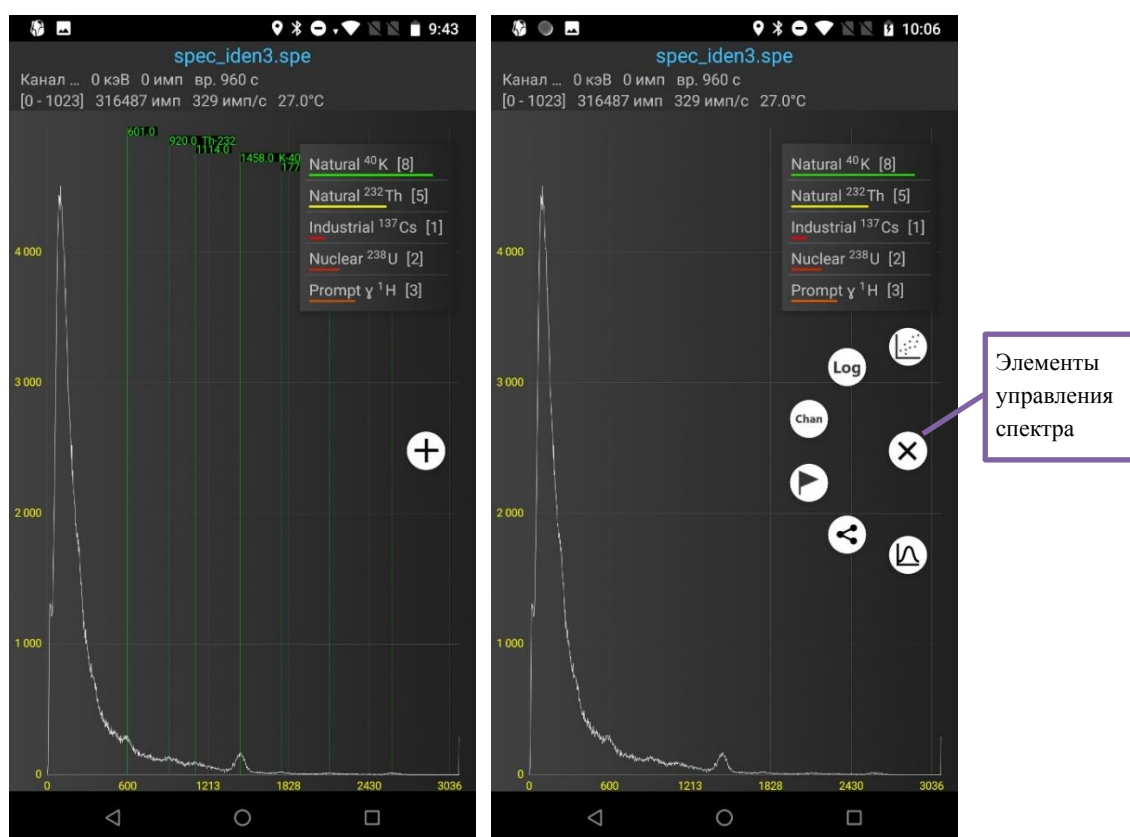 9:43
spec_iden3.spe
Канал ... 0 кэВ 0 имп вр. 960 с
[0 - 1023] 316487 имп 329 имп/с 27.0°C
601.0
920.0 Th-232
1114.0
1458.0 K-40
177
Natural ⁴⁰K [8]
Natural ²³²Th [5]
Industrial ¹³⁷Cs [1]
Nuclear ²³⁸U [2]
Prompt ɣ ¹H [3]
4 000
3 000
2 000
1 000
0
0 600 1213 1828 2430 3036
10:06
spec_iden3.spe
Канал ... 0 кэВ 0 имп вр. 960 с
[0 - 1023] 316487 имп 329 имп/с 27.0°C
Natural ⁴⁰K [8]
Natural ²³²Th [5]
Industrial ¹³⁷Cs [1]
Nuclear ²³⁸U [2]
Prompt ɣ ¹H [3]
Log
Chan
4 000
3 000
2 000
1 000
0
0 600 1213 1828 2430 3036
Элементы
управления
спектра